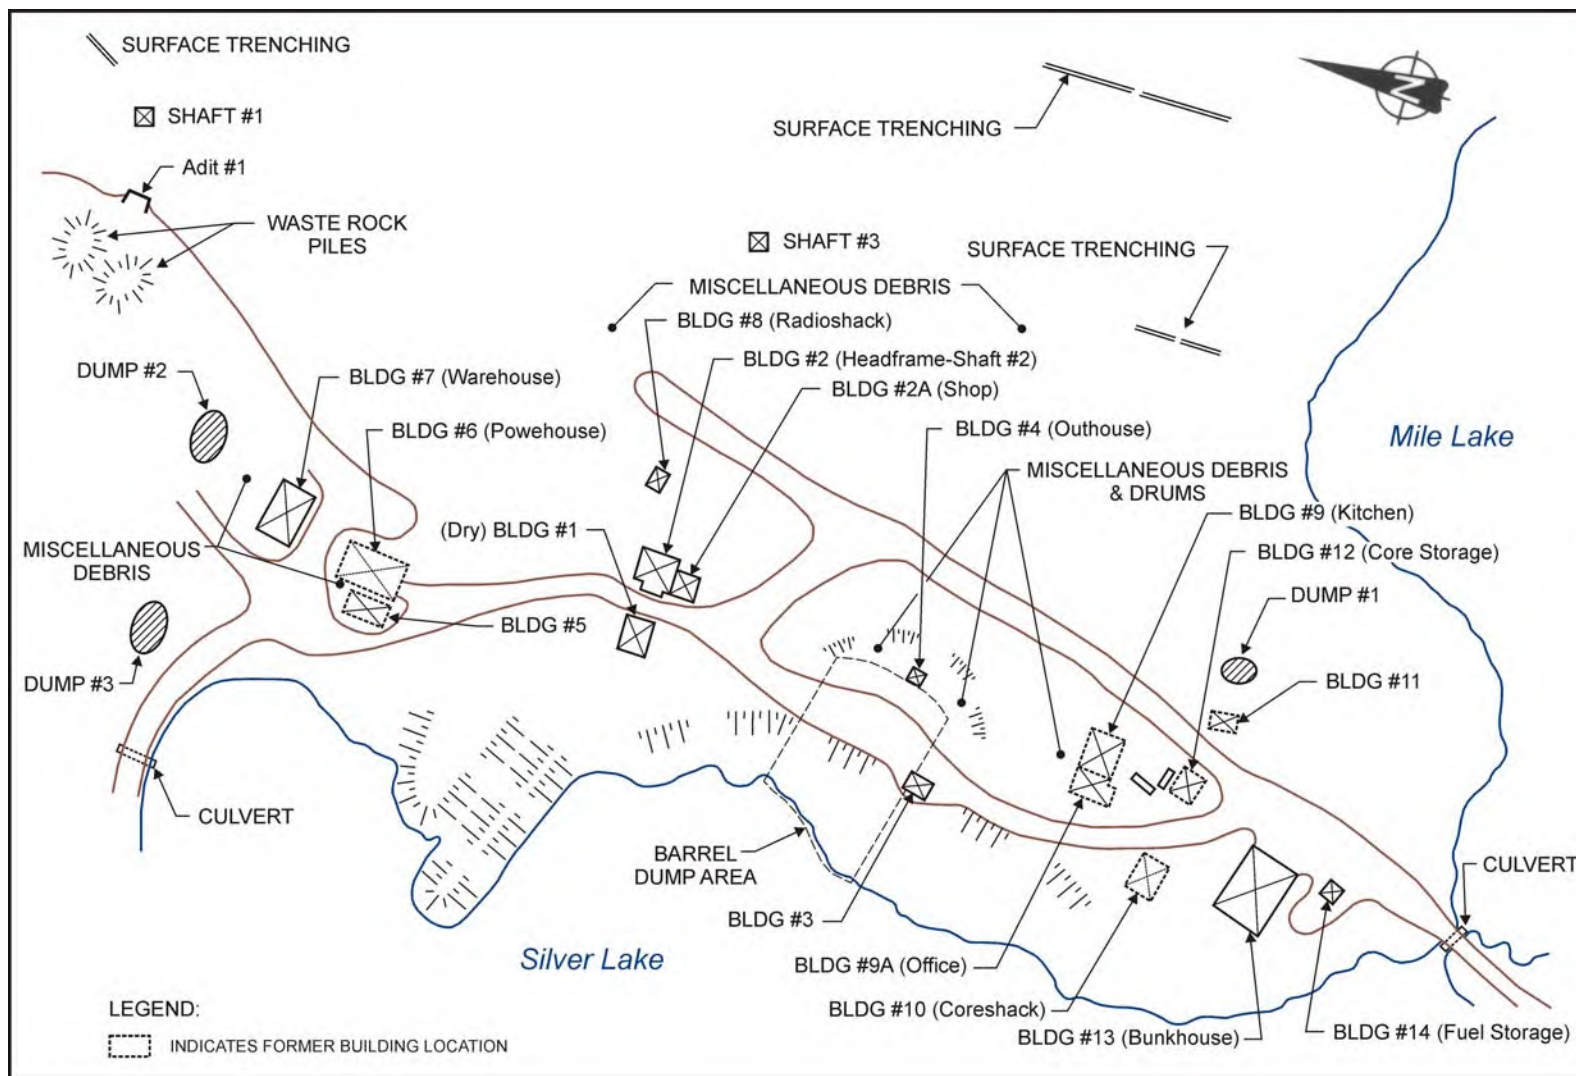 SURFACE TRENCHING
SHAFT #1
Adit #1
WASTE ROCK
PILES
SURFACE TRENCHING
N
SHAFT #3
SURFACE TRENCHING
MISCELLANEOUS DEBRIS
BLDG #8 (Radioshack)
BLDG #2 (Headframe-Shaft #2)
BLDG #2A (Shop)
DUMP #2
BLDG #7 (Warehouse)
BLDG #6 (Powehouse)
BLDG #4 (Outhouse)
Mile Lake
MISCELLANEOUS DEBRIS
& DRUMS
BLDG #9 (Kitchen)
(Dry) BLDG #1
BLDG #12 (Core Storage)
MISCELLANEOUS
DEBRIS
DUMP #1
BLDG #5
DUMP #3
BLDG #11
CULVERT
BARREL
DUMP AREA
CULVERT
BLDG #3
Silver Lake
BLDG #9A (Office)
BLDG #10 (Coreshack)
BLDG #13 (Bunkhouse)
BLDG #14 (Fuel Storage)
LEGEND:
INDICATES FORMER BUILDING LOCATION